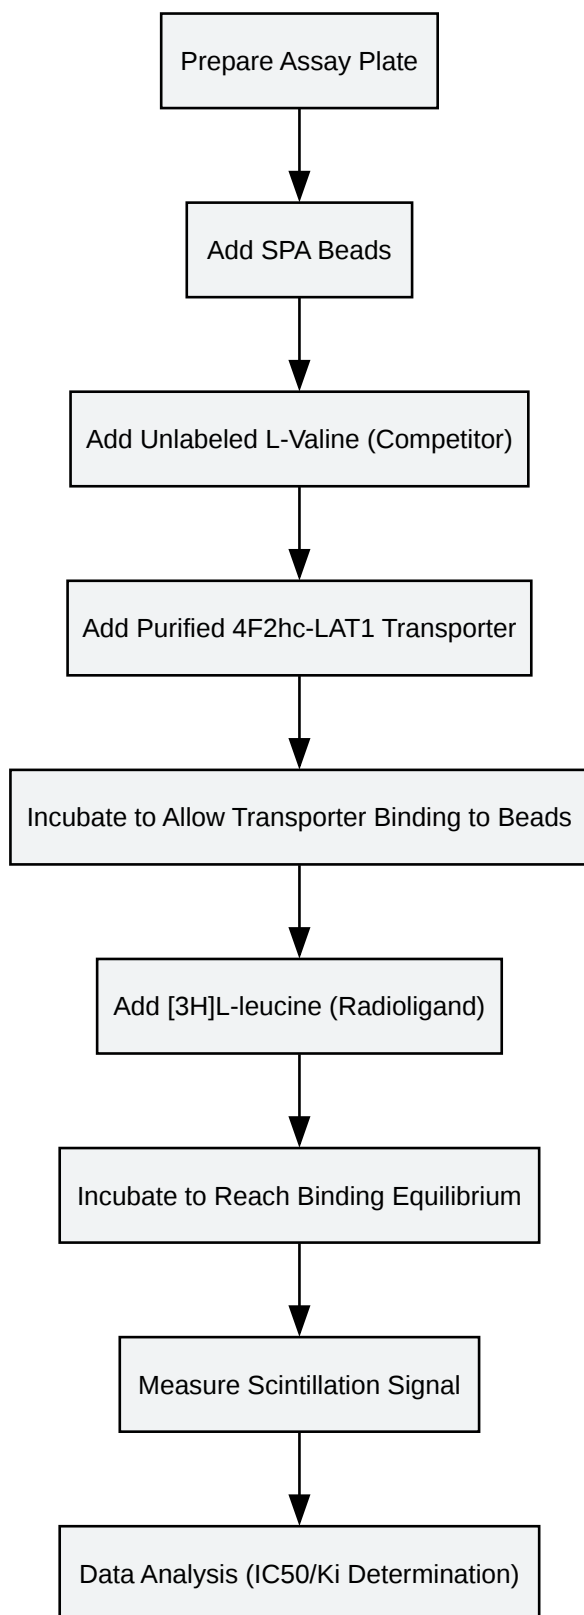 Prepare Assay Plate
Add SPA Beads
Add Unlabeled L-Valine (Competitor)
Add Purified 4F2hc-LAT1 Transporter
Incubate to Allow Transporter Binding to Beads
Add [3H]L-leucine (Radioligand)
Incubate to Reach Binding Equilibrium
Measure Scintillation Signal
Data Analysis (IC50/Ki Determination)